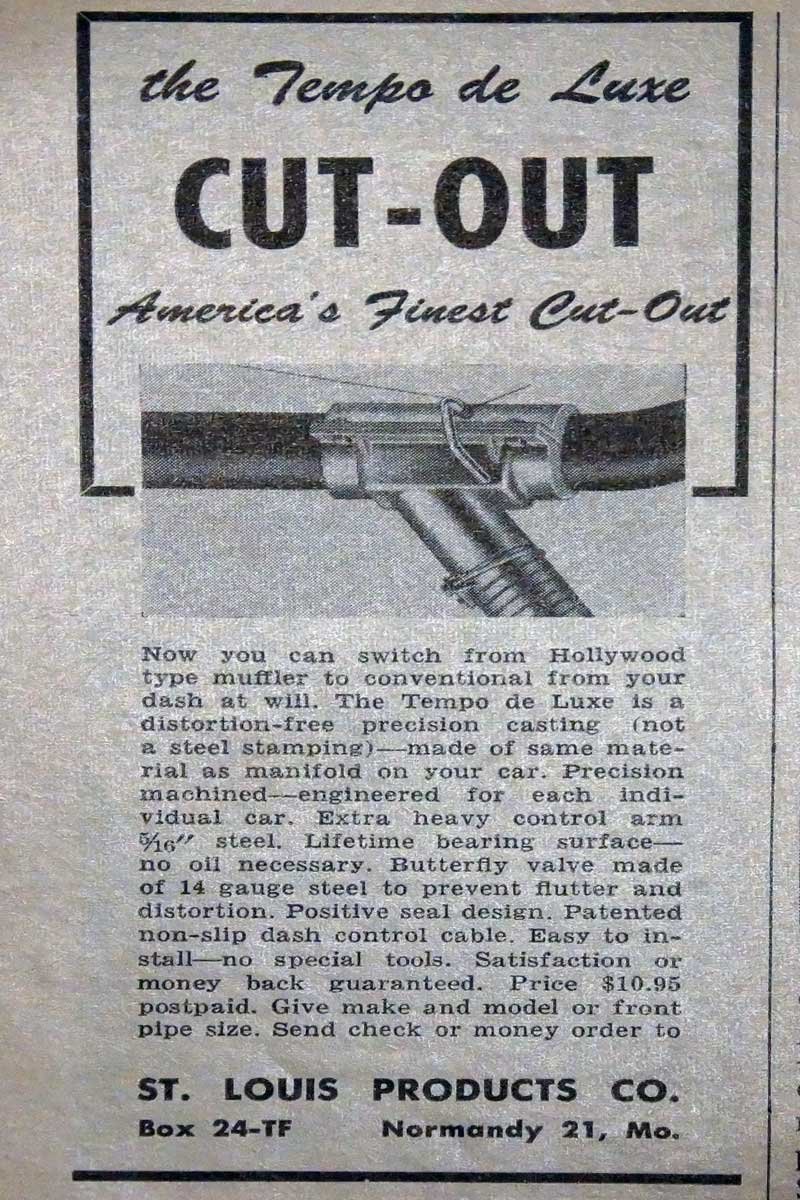 the Tempo de Luxe
CUT-OUT
America's Finest Cut-Out
Now you can switch from Hollywood
type muffler to conventional from your
dash at will. The Tempo de Luxe is a
distortion-free precision casting (not
a steel stamping)—made of same mate-
rial as manifold on your car. Precision
machined—engineered for each indi-
vidual car. Extra heavy control arm
5/16″ steel. Lifetime bearing surface—
no oil necessary. Butterfly valve made
of 14 gauge steel to prevent flutter and
distortion. Positive seal design. Patented
non-slip dash control cable. Easy to in-
stall—no special tools. Satisfaction or
money back guaranteed. Price $10.95
postpaid. Give make and model or front
pipe size. Send check or money order to
ST. LOUIS PRODUCTS CO.
Box 24-TF Normandy 21, Mo.